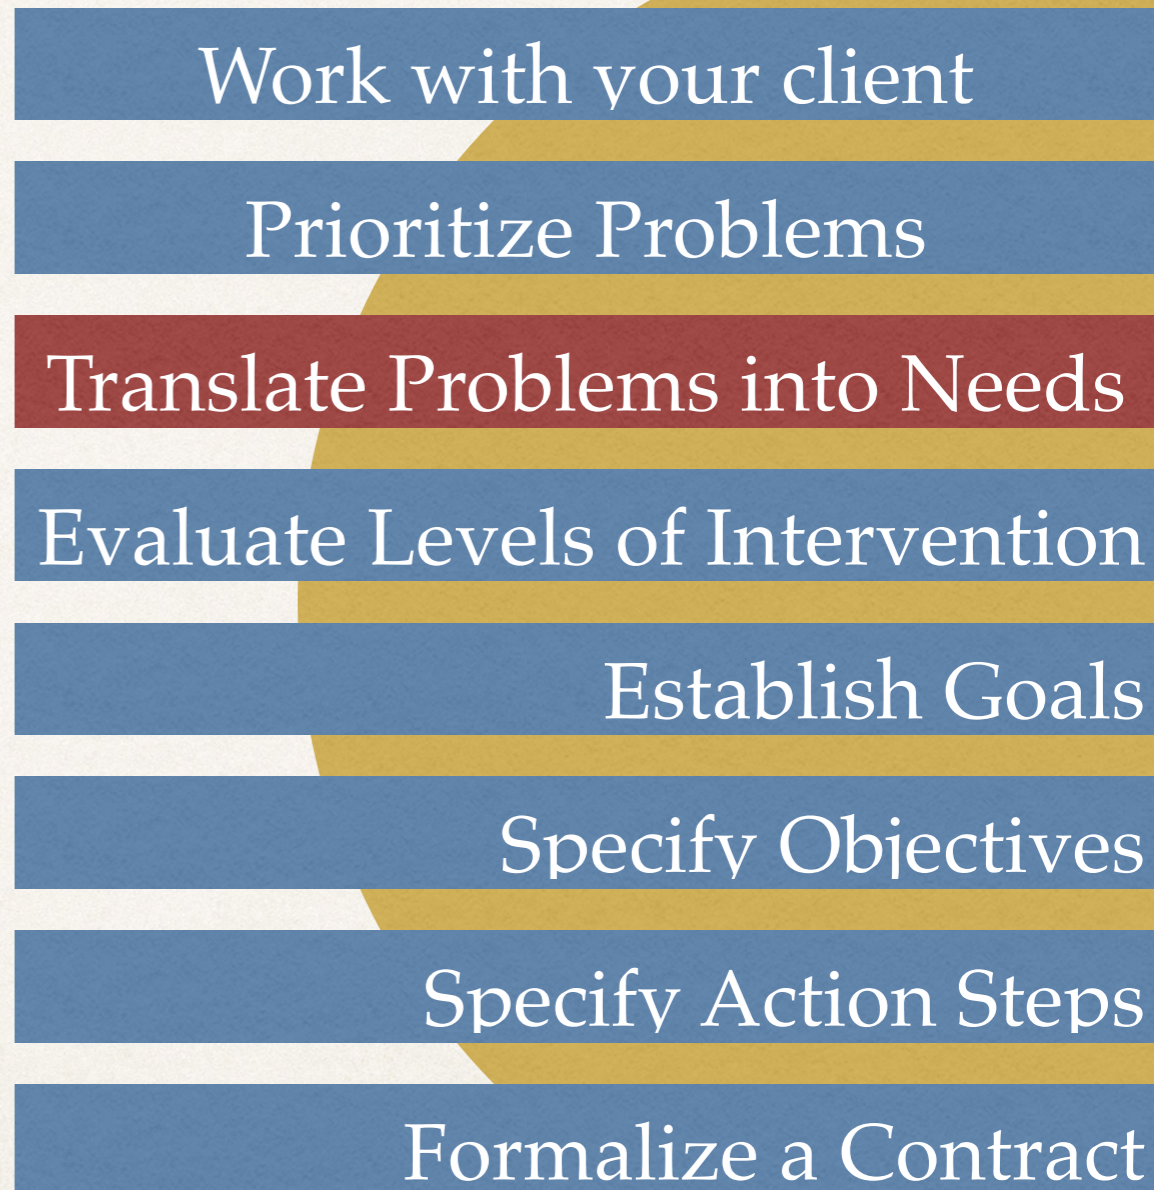 Work with your client
Prioritize Problems
Translate Problems into Needs
Evaluate Levels of Intervention
Establish Goals
Specify Objectives
Specify Action Steps
Formalize a Contract